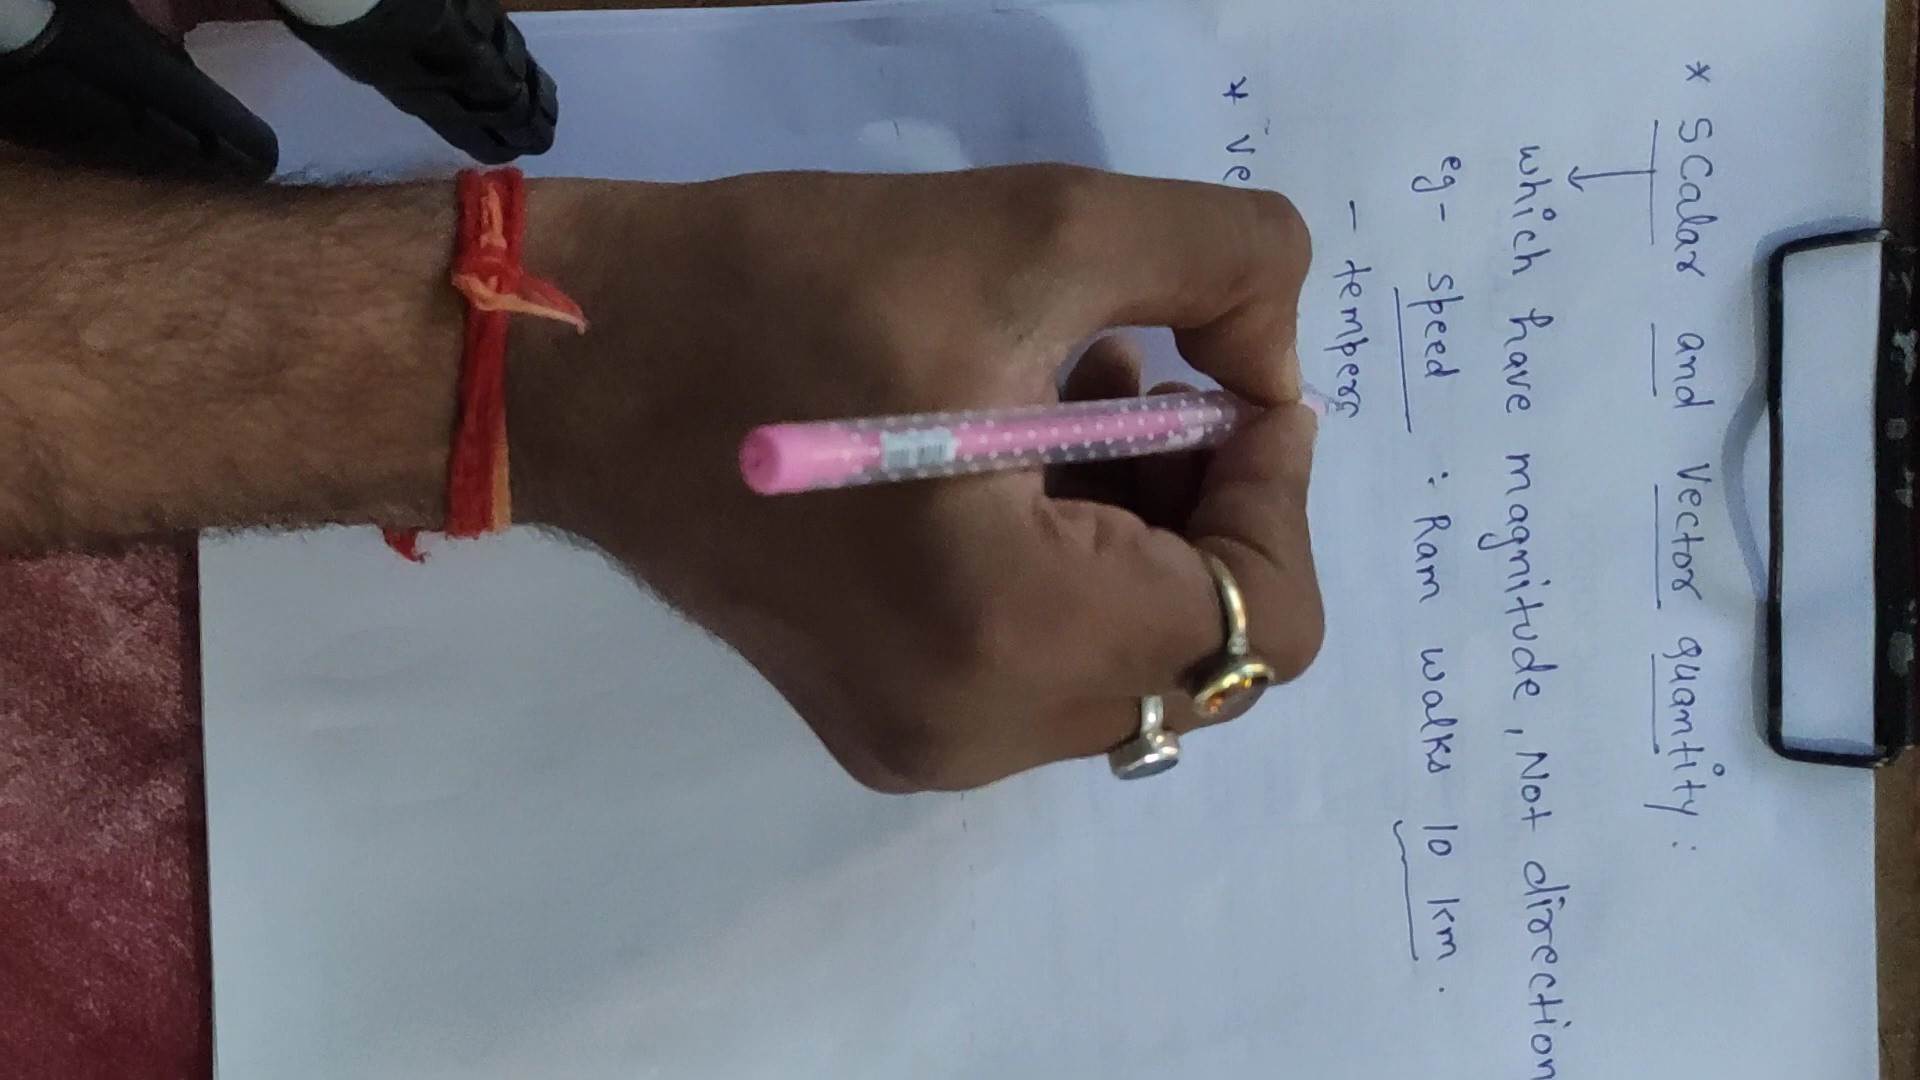 * Scalar and Vector quantity :
which have magnitude, Not direction
eg - speed : Ram walks 10 km.
- temper
* Ve